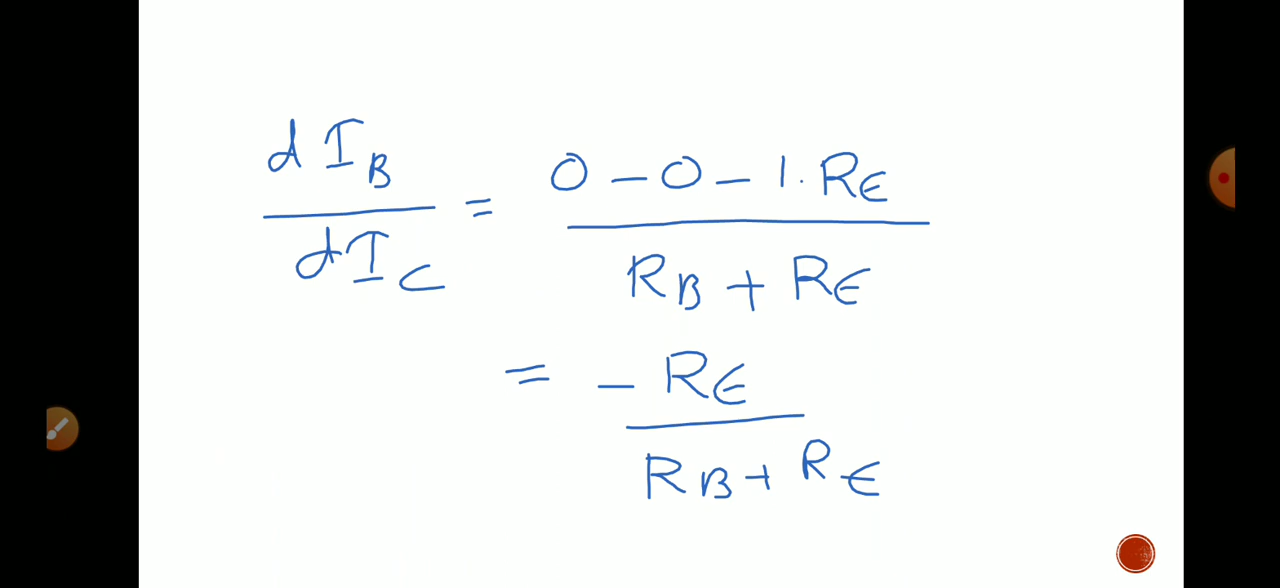 dI_B / dI_C = (0 - 0 - 1. R_E) / (R_B + R_E)
= - R_E / (R_B + R_E)